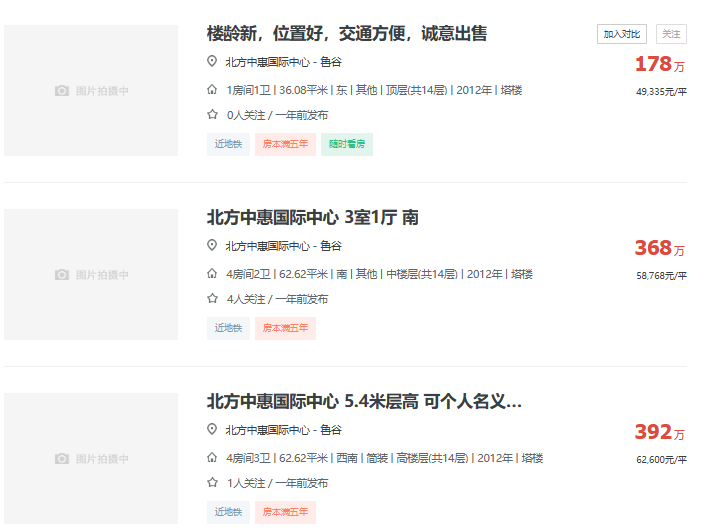 楼龄新，位置好，交通方便，诚意出售
加入对比 关注
图片拍摄中
北方中惠国际中心 - 鲁谷
178万
1房间1卫 | 36.08平米 | 东 | 其他 | 顶层(共14层) | 2012年 | 塔楼
49,335元/平
0人关注 / 一年前发布
近地铁 房本满五年 随时看房
北方中惠国际中心 3室1厅 南
图片拍摄中
北方中惠国际中心 - 鲁谷
368万
4房间2卫 | 62.62平米 | 南 | 其他 | 中楼层(共14层) | 2012年 | 塔楼
58,768元/平
4人关注 / 一年前发布
近地铁 房本满五年
北方中惠国际中心 5.4米层高 可个人名义...
图片拍摄中
北方中惠国际中心 - 鲁谷
392万
4房间3卫 | 62.62平米 | 西南 | 简装 | 高楼层(共14层) | 2012年 | 塔楼
62,600元/平
1人关注 / 一年前发布
近地铁 房本满五年